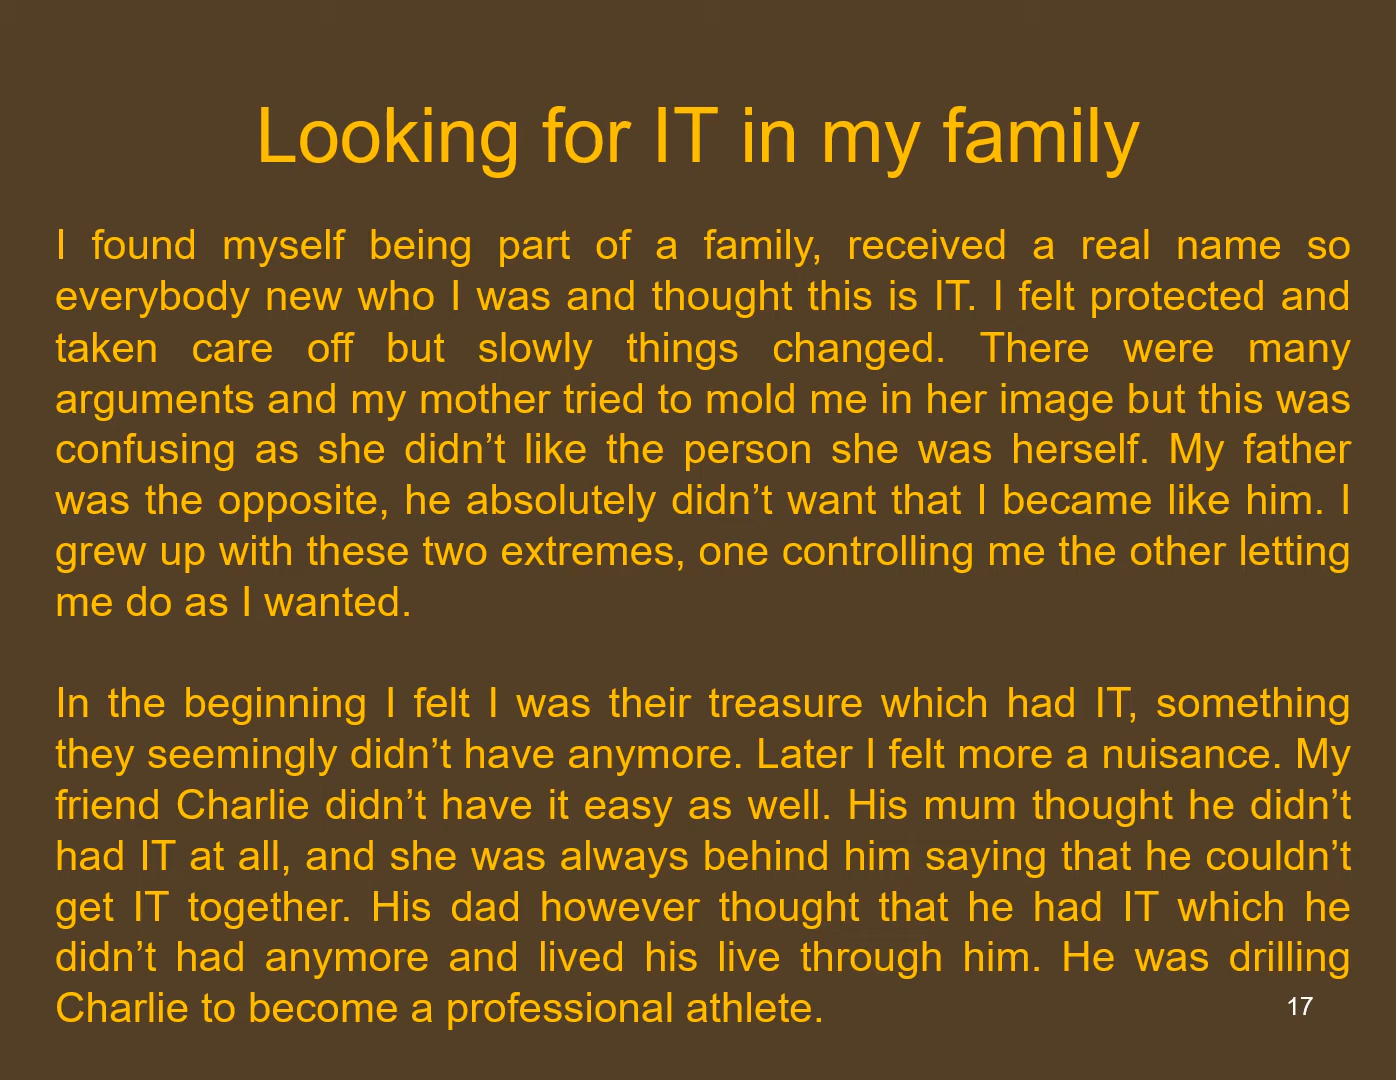 Looking for IT in my family
I found myself being part of a family, received a real name so
everybody new who I was and thought this is IT. I felt protected and
taken care off but slowly things changed. There were many
arguments and my mother tried to mold me in her image but this was
confusing as she didn’t like the person she was herself. My father
was the opposite, he absolutely didn’t want that I became like him. I
grew up with these two extremes, one controlling me the other letting
me do as I wanted.
In the beginning I felt I was their treasure which had IT, something
they seemingly didn’t have anymore. Later I felt more a nuisance. My
friend Charlie didn’t have it easy as well. His mum thought he didn’t
had IT at all, and she was always behind him saying that he couldn’t
get IT together. His dad however thought that he had IT which he
didn’t had anymore and lived his live through him. He was drilling
Charlie to become a professional athlete.
17